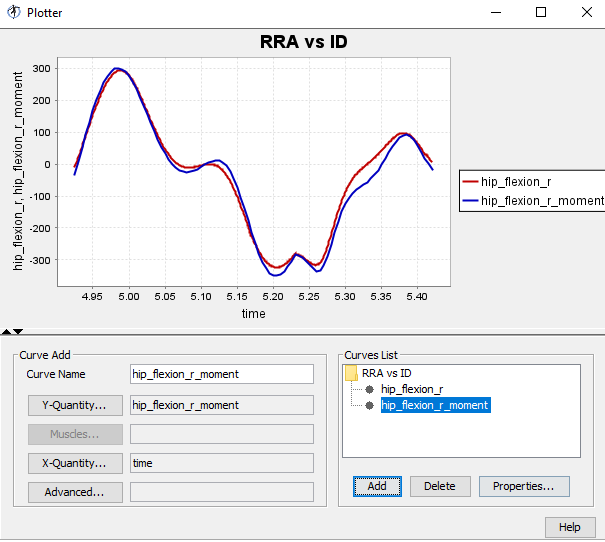 Plotter
RRA vs ID
hip_flexion_r, hip_flexion_r_moment
300
200
100
0
-100
-200
-300
4.95 5.00 5.05 5.10 5.15 5.20 5.25 5.30 5.35 5.40
time
hip_flexion_r
hip_flexion_r_moment
Curve Add
Curve Name hip_flexion_r_moment
Y-Quantity... hip_flexion_r_moment
Muscles...
X-Quantity... time
Advanced...
Curves List
RRA vs ID
hip_flexion_r
hip_flexion_r_moment
Add Delete Properties...
Help